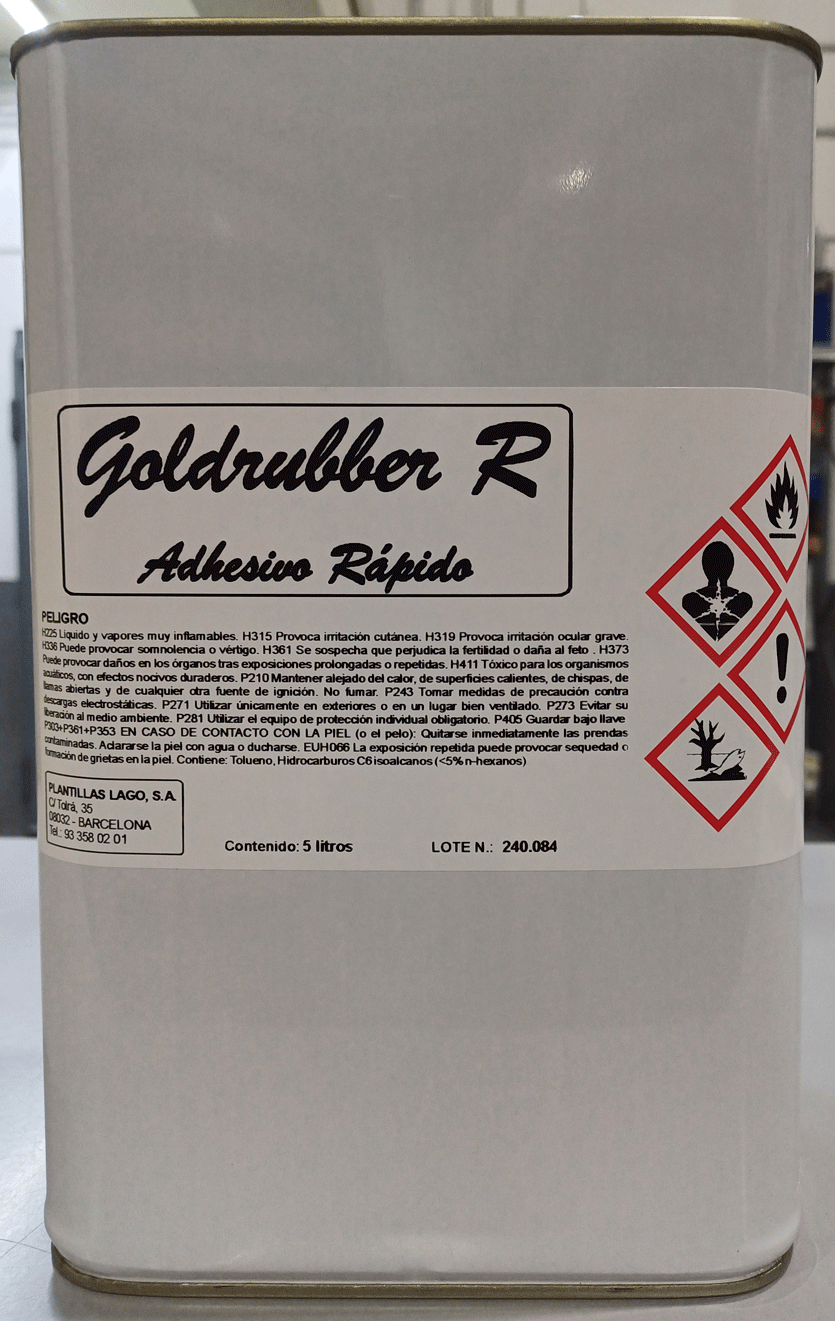 Goldrubber R
Adhesivo Rápido
PELIGRO
H225 Liquido y vapores muy inflamables. H315 Provoca irritación cutánea. H319 Provoca irritación ocular grave.
H336 Puede provocar somnolencia o vértigo. H361 Se sospecha que perjudica la fertilidad o daña al feto . H373
Puede provocar daños en los órganos tras exposiciones prolongadas o repetidas. H411 Tóxico para los organismos
acuáticos, con efectos nocivos duraderos. P210 Mantener alejado del calor, de superficies calientes, de chispas, de
llamas abiertas y de cualquier otra fuente de ignición. No fumar. P243 Tomar medidas de precaución contra
descargas electrostáticas. P271 Utilizar únicamente en exteriores o en un lugar bien ventilado. P273 Evitar su
liberación al medio ambiente. P281 Utilizar el equipo de protección individual obligatorio. P405 Guardar bajo llave
P303+P361+P353 EN CASO DE CONTACTO CON LA PIEL (o el pelo): Quitarse inmediatamente las prendas
contaminadas. Aclararse la piel con agua o ducharse. EUH066 La exposición repetida puede provocar sequedad o
formación de grietas en la piel. Contiene: Tolueno, Hidrocarburos C6 isoalcanos (<5% n-hexanos)
PLANTILLAS LAGO, S.A.
C/ Tolrá, 35
08032 - BARCELONA
Tel.: 93 358 02 01
Contenido: 5 litros
LOTE N.: 240.084